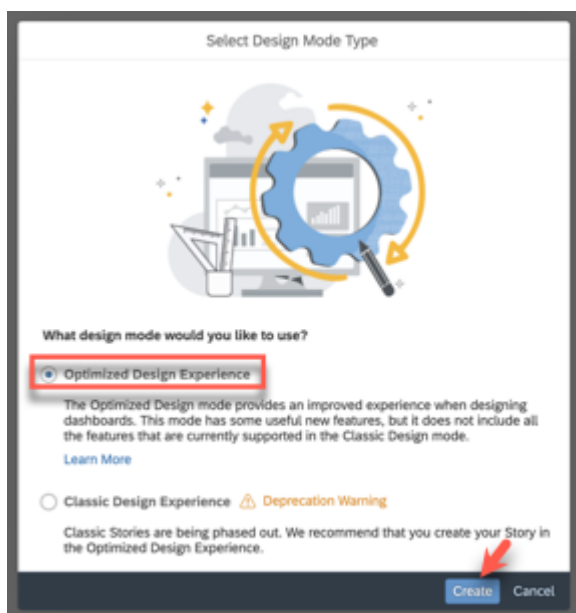 Select Design Mode Type
What design mode would you like to use?
Optimized Design Experience
The Optimized Design mode provides an improved experience when designing
dashboards. This mode has some useful new features, but it does not include all
the features that are currently supported in the Classic Design mode.
Learn More
Classic Design Experience Deprecation Warning
Classic Stories are being phased out. We recommend that you create your Story in
the Optimized Design Experience.
Create Cancel